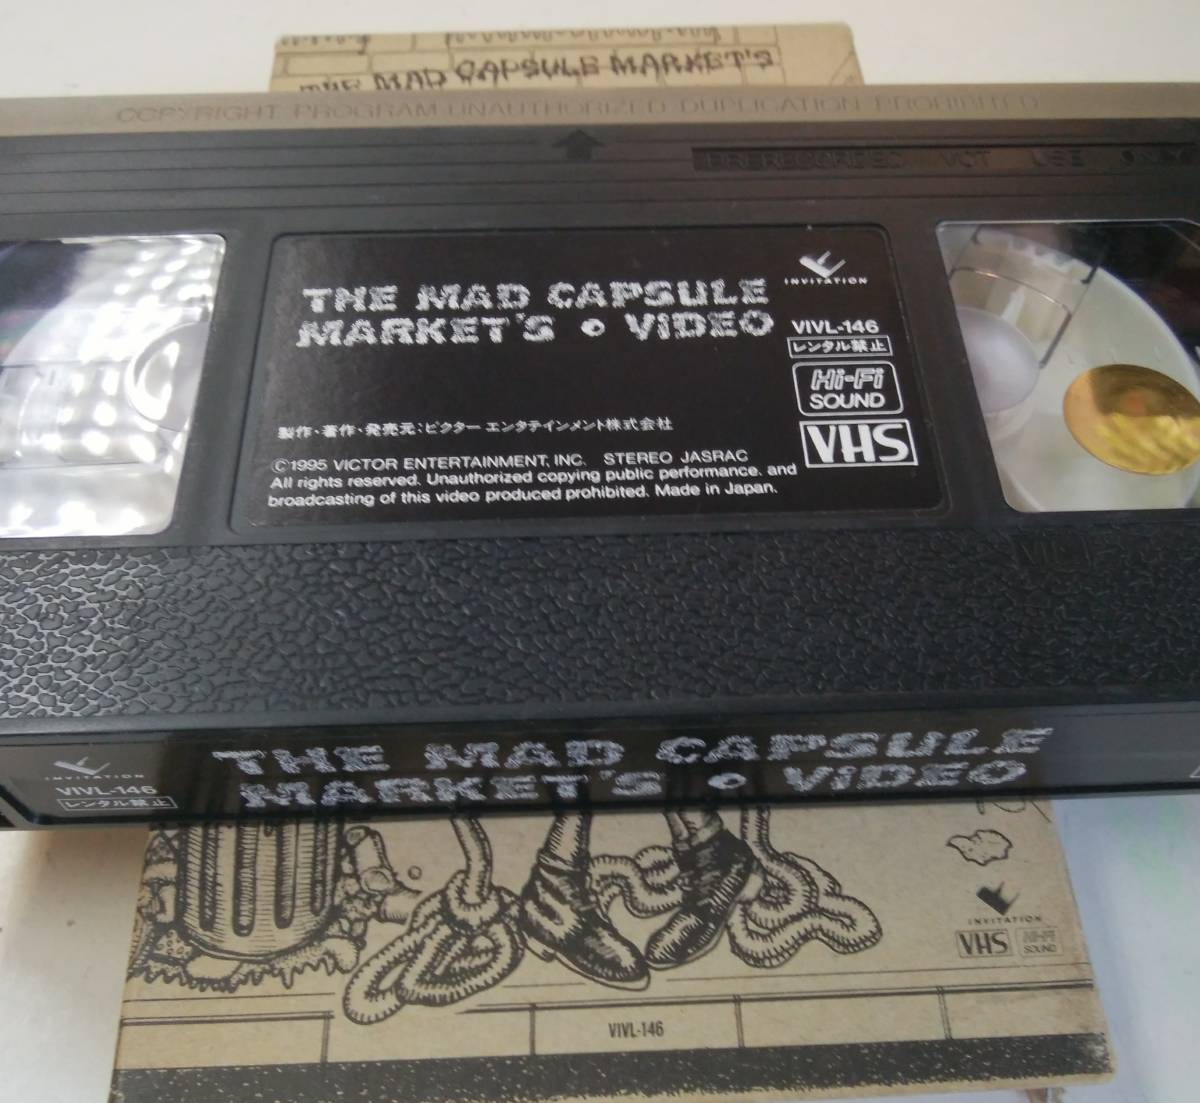 THE MAD CAPSULE MARKET'S
COPYRIGHT PROGRAM UNAUTHORIZED DUPLICATION PROHIBITED
PRERECORDED VCT USE ONLY
THE MAD CAPSULE
MARKET'S • ViDEO
INVITATION
VIVL-146
レンタル禁止
Hi-Fi
SOUND
VHS
製作・著作・発売元:ビクター エンタテインメント株式会社
©1995 VICTOR ENTERTAINMENT, INC. STEREO JASRAC
All rights reserved. Unauthorized copying public performance. and
broadcasting of this video produced prohibited. Made in Japan.
INVITATION
VIVL-146
レンタル禁止
THE MAD CAPSULE
MARKET'S • ViDEO
INVITATION
VHS
Hi-Fi
SOUND
VIVL-146